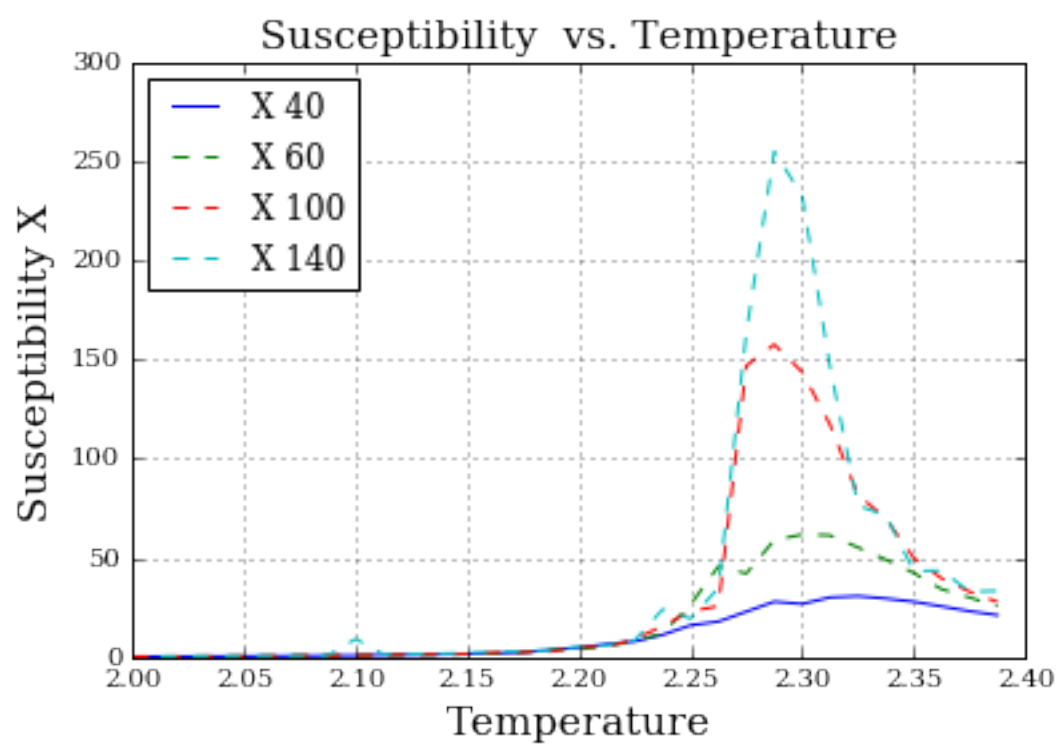 Susceptibility vs. Temperature
300
250
200
150
100
50
0
Susceptibility X
X 40
X 60
X 100
X 140
2.00 2.05 2.10 2.15 2.20 2.25 2.30 2.35 2.40
Temperature